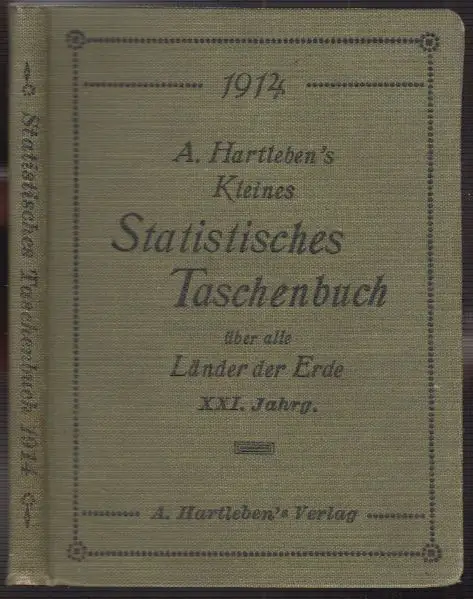 1914
A. Hartleben's
Kleines
Statistisches
Taschenbuch
über alle
Länder der Erde
XXI. Jahrg.
A. Hartleben's Verlag
Statistisches Taschenbuch 1914